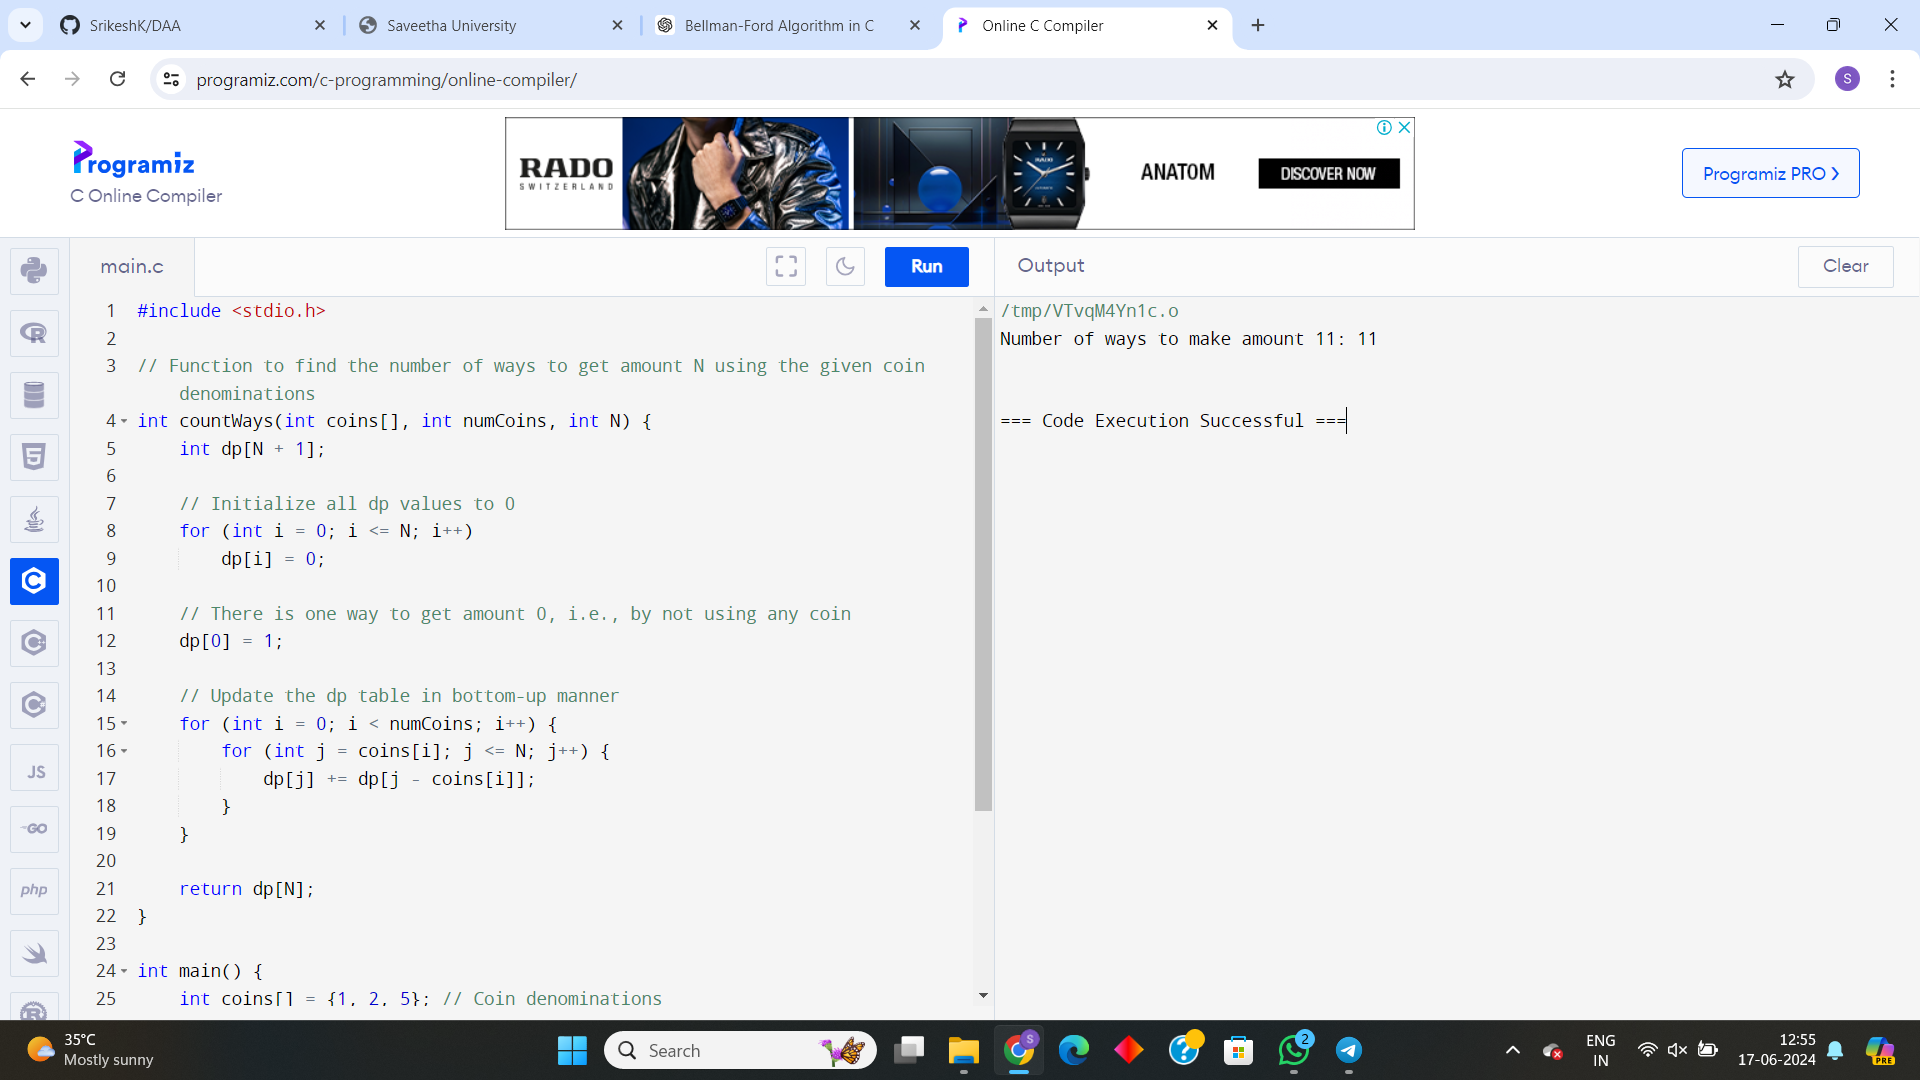 SrikeshK/DAA
Saveetha University
Bellman-Ford Algorithm in C
Online C Compiler
programiz.com/c-programming/online-compiler/
S
Programiz
C Online Compiler
RADO
SWITZERLAND
ANATOM
DISCOVER NOW
Programiz PRO
main.c
Run
Output
Clear
1 #include <stdio.h>
2
3 // Function to find the number of ways to get amount N using the given coin
denominations
4 int countWays(int coins[], int numCoins, int N) {
5 int dp[N + 1];
6
7 // Initialize all dp values to 0
8 for (int i = 0; i <= N; i++)
9 dp[i] = 0;
10
11 // There is one way to get amount 0, i.e., by not using any coin
12 dp[0] = 1;
13
14 // Update the dp table in bottom-up manner
15 for (int i = 0; i < numCoins; i++) {
16 for (int j = coins[i]; j <= N; j++) {
17 dp[j] += dp[j - coins[i]];
18 }
19 }
20
21 return dp[N];
22 }
23
24 int main() {
25 int coins[] = {1, 2, 5}; // Coin denominations
/tmp/VTvqM4Yn1c.o
Number of ways to make amount 11: 11
=== Code Execution Successful ===
JS
GO
php
35°C
Mostly sunny
Search
S
2
ENG
IN
12:55
17-06-2024
PRE